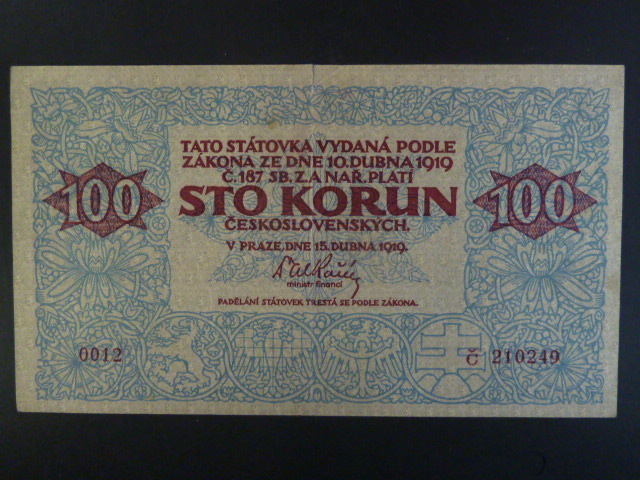 TATO STÁTOVKA VYDANÁ PODLE
ZÁKONA ZE DNE 10. DUBNA 1919
Č. 187 SB. Z. A NAŘ. PLATÍ
100 STO KORUN 100
ČESKOSLOVENSKÝCH.
V PRAZE, DNE 15. DUBNA 1919.
ministr financí
PADĚLÁNÍ STÁTOVEK TRESTÁ SE PODLE ZÁKONA.
0012 Č 210249